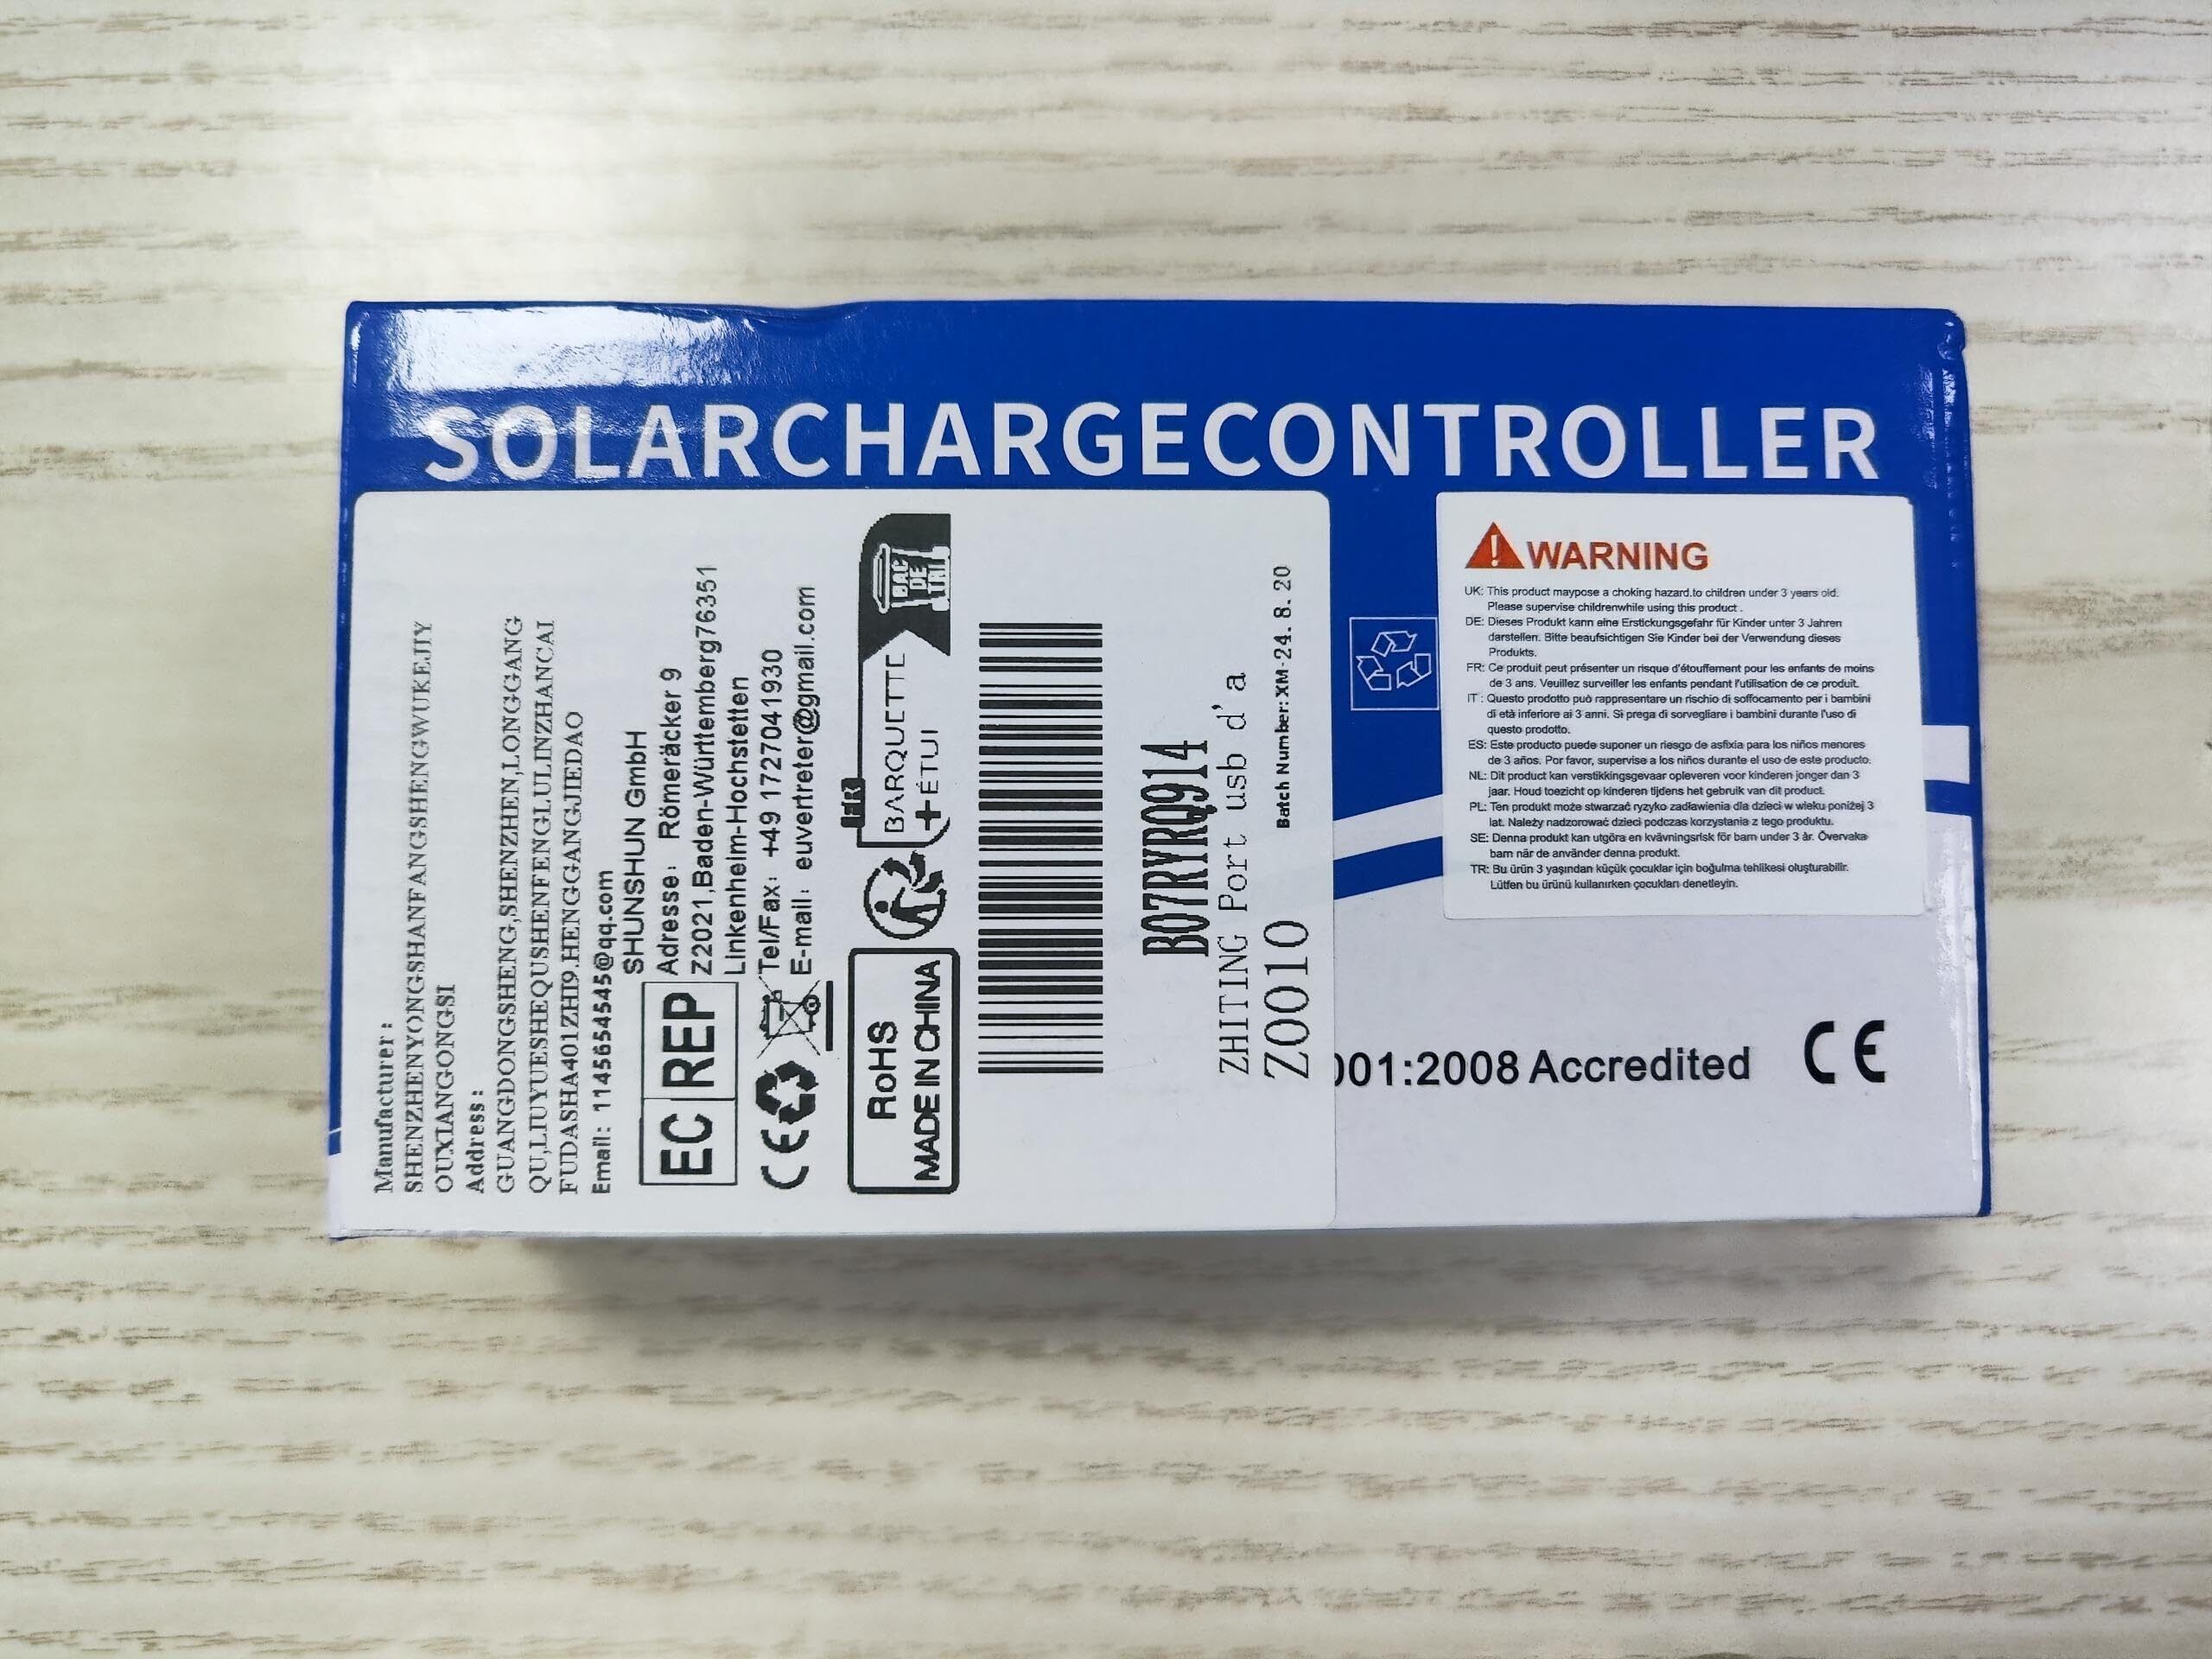 SOLARCHARGECONTROLLER
Manufacturer:
SHENZHENYONGSHANFANGSHENGWUKEJIY
OUXIANGONGSI
Address:
GUANGDONGSHENG,SHENZHEN,LONGGANG
QU,LIUYUESHEQUSHENFENGLULINZHANCAI
FUDASHA401ZHI9.HENGGANGJIEDAO
Email: 1145654545@qq.com
EC REP
SHUNSHUN GmbH
Adresse: Römeräcker 9
Z2021,Baden-Württemberg76351
Linkenheim-Hochstetten
Tel/Fax: +49 1727041930
E-mail: euvertreter@gmail.com
CE
RoHS
MADE IN CHINA
FR
BARQUETTE
+ÉTUI
BAC
DE
TRI
B07RYRQ914
ZHITING Port usb d'a
Z0010
Batch Number:XM-24.8.20
WARNING
UK: This product maypose a choking hazard.to children under 3 years old.
Please supervise childrenwhile using this product .
DE: Dieses Produkt kann eine Erstickungsgefahr für Kinder unter 3 Jahren
darstellen. Bitte beaufsichtigen Sie Kinder bei der Verwendung dieses
Produkts.
FR: Ce produit peut présenter un risque d'étouffement pour les enfants de moins
de 3 ans. Veuillez surveiller les enfants pendant l'utilisation de ce produit.
IT : Questo prodotto può rappresentare un rischio di soffocamento per i bambini
di età inferiore ai 3 anni. Si prega di sorvegliare i bambini durante l'uso di
questo prodotto.
ES: Este producto puede suponer un riesgo de asfixia para los niños menores
de 3 años. Por favor, supervise a los niños durante el uso de este producto.
NL: Dit product kan verstikkingsgevaar opleveren voor kinderen jonger dan 3
jaar. Houd toezicht op kinderen tijdens het gebruik van dit product.
PL: Ten produkt może stwarzać ryzyko zadławienia dla dzieci w wieku poniżej 3
lat. Należy nadzorować dzieci podczas korzystania z tego produktu.
SE: Denna produkt kan utgöra en kvävningsrisk för barn under 3 år. Övervaka
barn när de använder denna produkt.
TR: Bu ürün 3 yaşından küçük çocuklar için boğulma tehlikesi oluşturabilir.
Lütfen bu ürünü kullanırken çocukları denetleyin.
001:2008 Accredited
CE